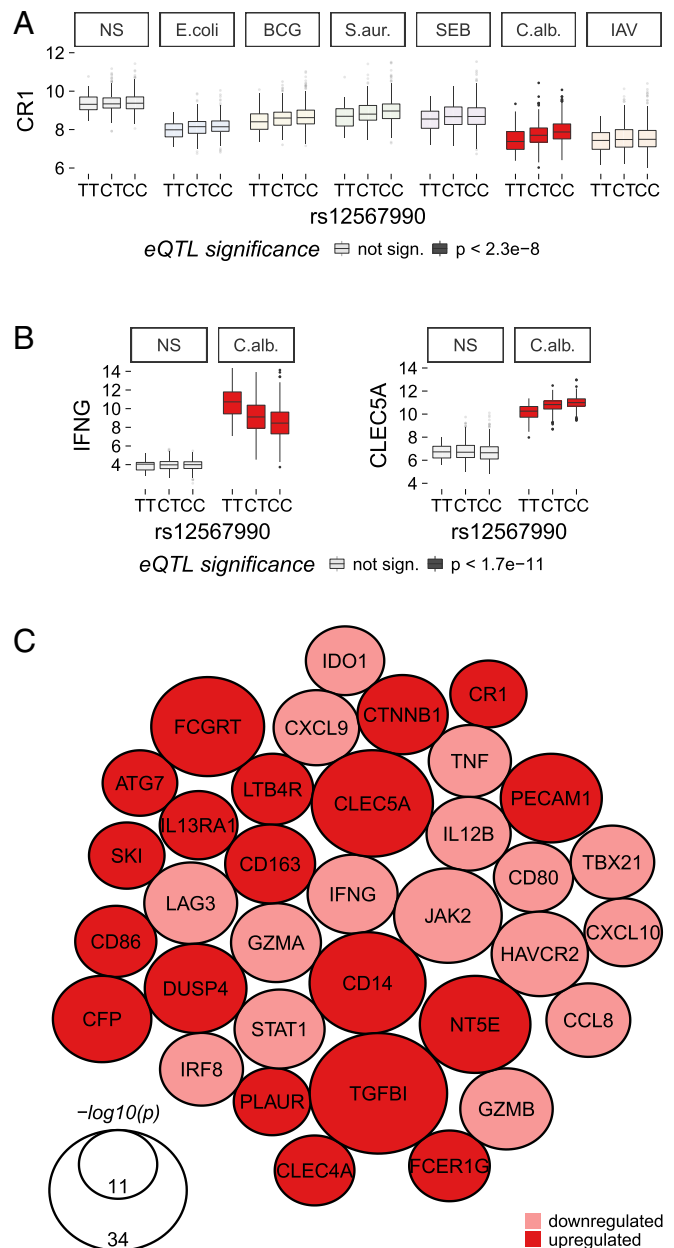 A
NS E.coli BCG S.aur. SEB C.alb. IAV
CR1
12
10
8
6
TTCTCC TTCTCC TTCTCC TTCTCC TTCTCC TTCTCC TTCTCC
rs12567990
eQTL significance not sign. p < 2.3e−8
B
NS C.alb.
IFNG
14
12
10
8
6
4
TTCTCC TTCTCC
rs12567990
NS C.alb.
CLEC5A
14
12
10
8
6
4
TTCTCC TTCTCC
rs12567990
eQTL significance not sign. p < 1.7e−11
C
IDO1
CR1
CTNNB1
FCGRT
CXCL9
TNF
ATG7
LTB4R
CLEC5A
PECAM1
IL13RA1
IL12B
SKI
CD163
CD80
TBX21
LAG3
IFNG
JAK2
CXCL10
CD86
GZMA
HAVCR2
DUSP4
CD14
CFP
STAT1
NT5E
CCL8
IRF8
PLAUR
TGFBI
GZMB
CLEC4A
FCER1G
−log10(p)
11
34
downregulated
upregulated